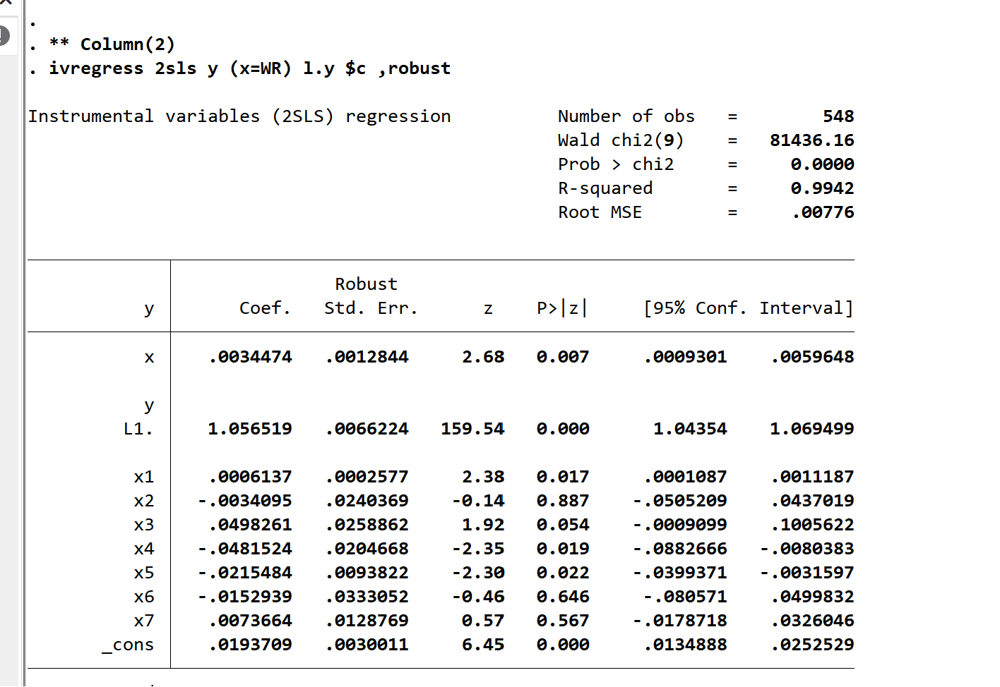 .
. ** Column(2)
. ivregress 2sls y (x=WR) l.y $c ,robust
Instrumental variables (2SLS) regression Number of obs = 548
Wald chi2(9) = 81436.16
Prob > chi2 = 0.0000
R-squared = 0.9942
Root MSE = .00776
Robust
y Coef. Std. Err. z P>|z| [95% Conf. Interval]
x .0034474 .0012844 2.68 0.007 .0009301 .0059648
y
L1. 1.056519 .0066224 159.54 0.000 1.04354 1.069499
x1 .0006137 .0002577 2.38 0.017 .0001087 .0011187
x2 -.0034095 .0240369 -0.14 0.887 -.0505209 .0437019
x3 .0498261 .0258862 1.92 0.054 -.0009099 .1005622
x4 -.0481524 .0204668 -2.35 0.019 -.0882666 -.0080383
x5 -.0215484 .0093822 -2.30 0.022 -.0399371 -.0031597
x6 -.0152939 .0333052 -0.46 0.646 -.080571 .0499832
x7 .0073664 .0128769 0.57 0.567 -.0178718 .0326046
_cons .0193709 .0030011 6.45 0.000 .0134888 .0252529